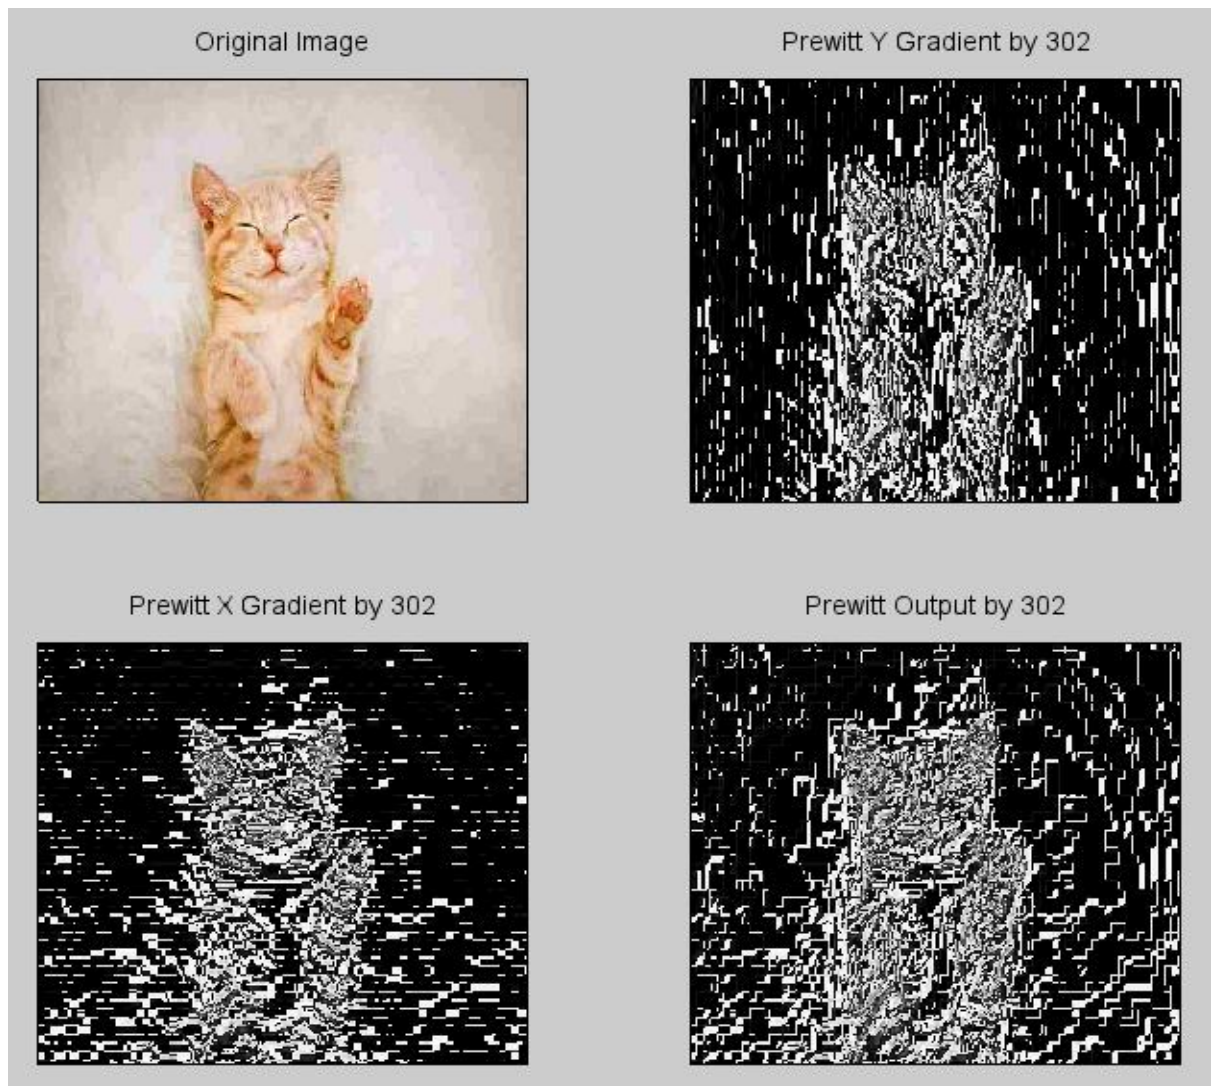 Original Image
Prewitt Y Gradient by 302
Prewitt X Gradient by 302
Prewitt Output by 302